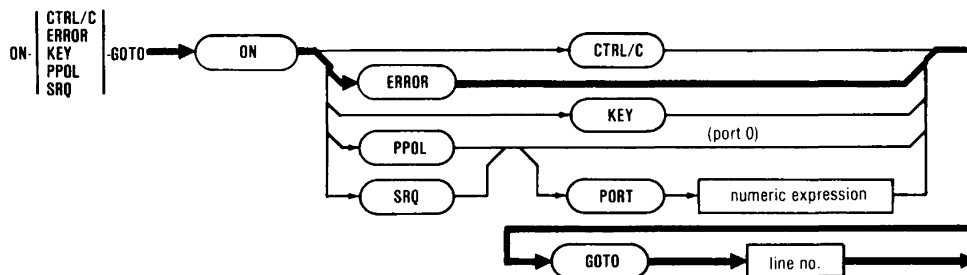 CTRL/C
ERROR
ON- KEY -GOTO
PPOL
SRQ
ON
CTRL/C
ERROR
KEY
PPOL
(port 0)
SRQ
PORT
numeric expression
GOTO
line no.